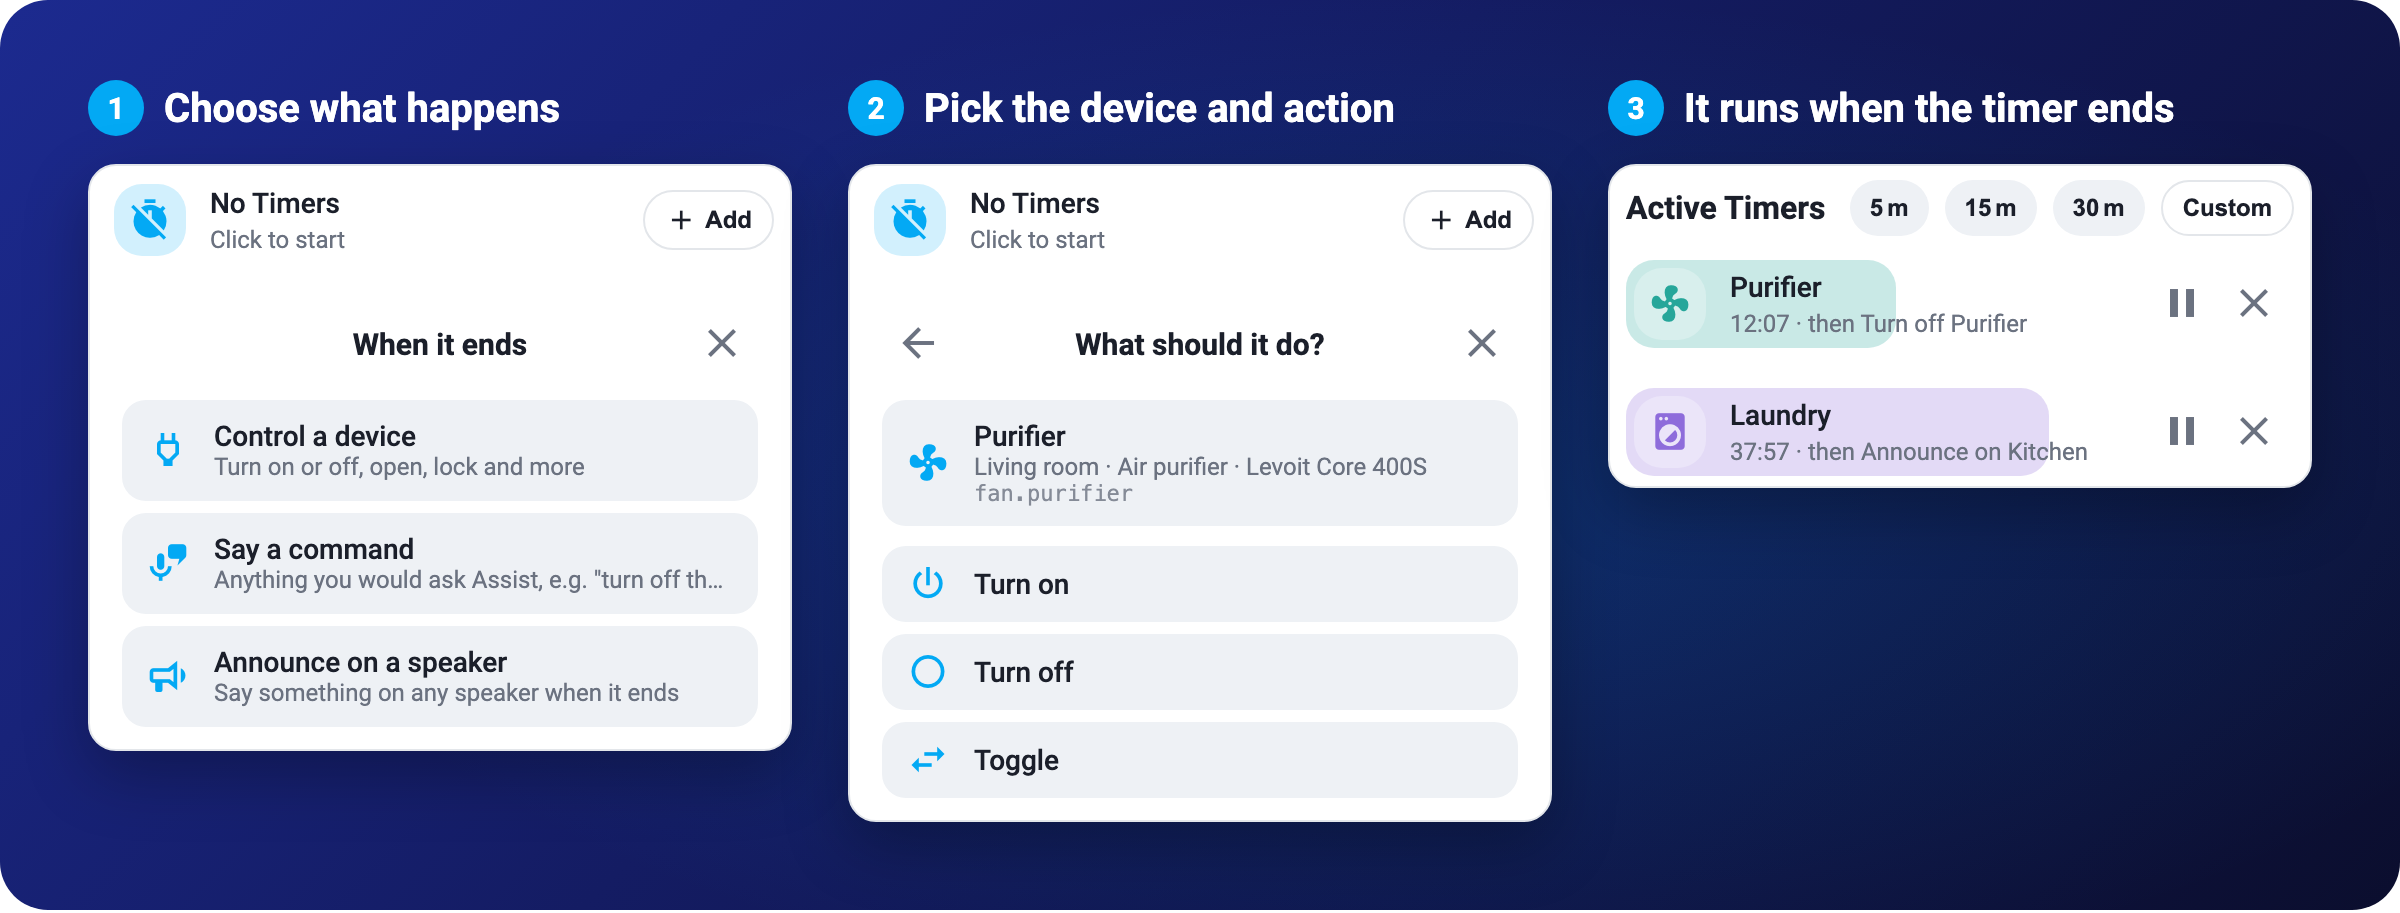 1 Choose what happens
No Timers
Click to start
+ Add
When it ends
Control a device
Turn on or off, open, lock and more
Say a command
Anything you would ask Assist, e.g. "turn off th...
Announce on a speaker
Say something on any speaker when it ends
2 Pick the device and action
No Timers
Click to start
+ Add
What should it do?
Purifier
Living room · Air purifier · Levoit Core 400S
fan.purifier
Turn on
Turn off
Toggle
3 It runs when the timer ends
Active Timers 5 m 15 m 30 m Custom
Purifier
12:07 · then Turn off Purifier
Laundry
37:57 · then Announce on Kitchen